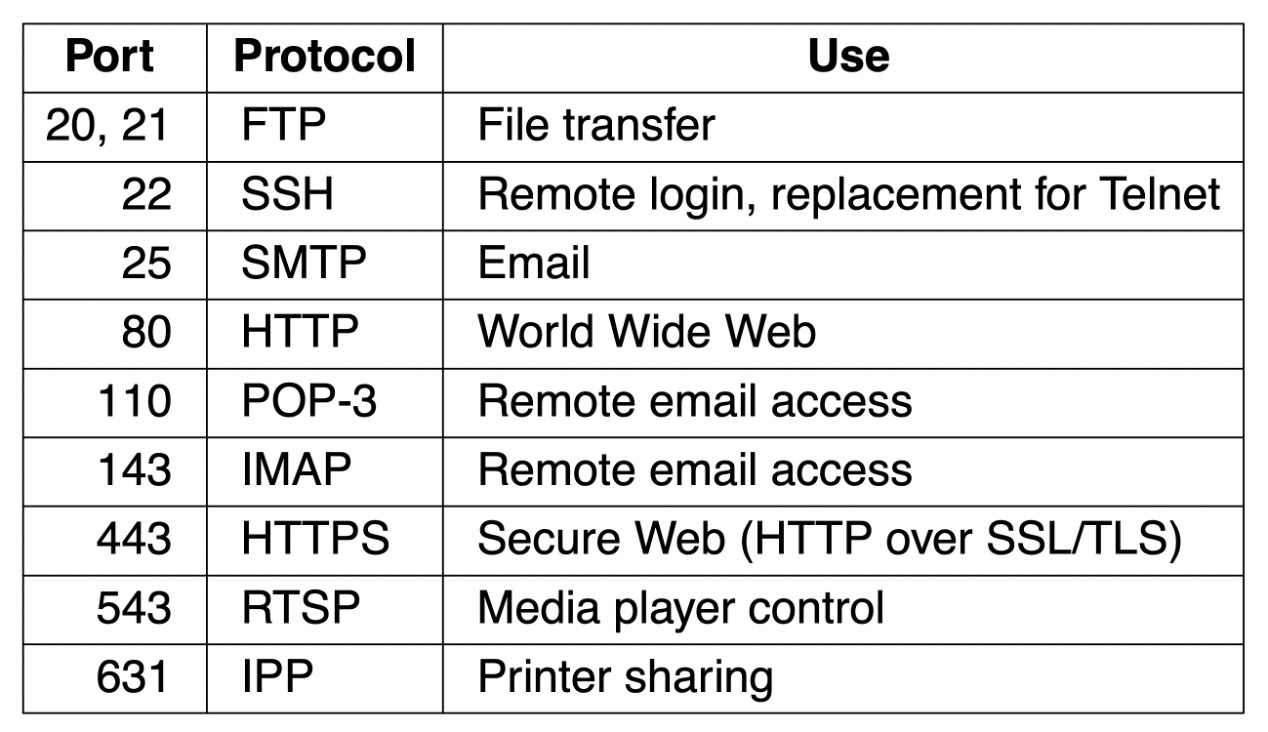 Port Protocol Use
20, 21 FTP File transfer
22 SSH Remote login, replacement for Telnet
25 SMTP Email
80 HTTP World Wide Web
110 POP-3 Remote email access
143 IMAP Remote email access
443 HTTPS Secure Web (HTTP over SSL/TLS)
543 RTSP Media player control
631 IPP Printer sharing